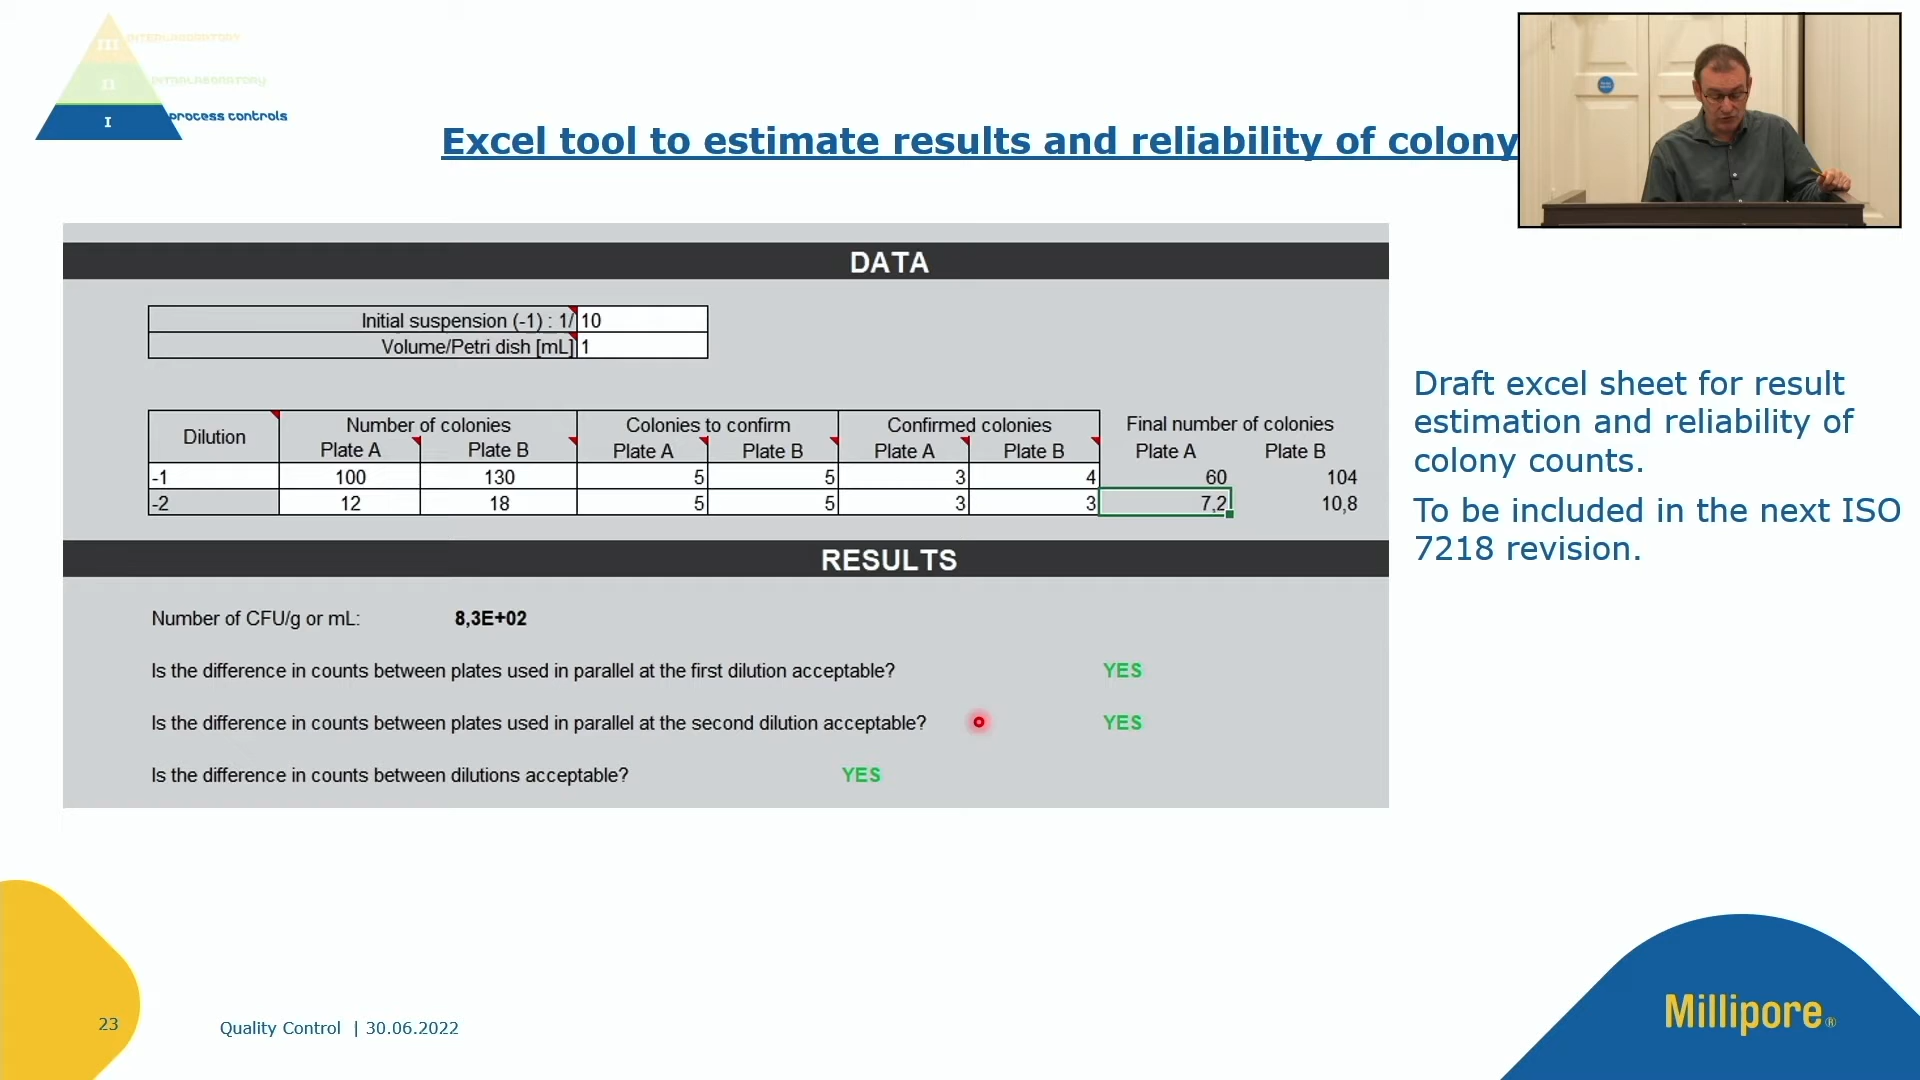 III INTERLABORATORY
II INTRALABORATORY
I process controls
Excel tool to estimate results and reliability of colony
DATA
Initial suspension (-1) : 1/ 10
Volume/Petri dish [mL] 1
Dilution Number of colonies Colonies to confirm Confirmed colonies Final number of colonies
Plate A Plate B Plate A Plate B Plate A Plate B Plate A Plate B
-1 100 130 5 5 3 4 60 104
-2 12 18 5 5 3 3 7,2 10,8
Draft excel sheet for result
estimation and reliability of
colony counts.
To be included in the next ISO
7218 revision.
RESULTS
Number of CFU/g or mL: 8,3E+02
Is the difference in counts between plates used in parallel at the first dilution acceptable? YES
Is the difference in counts between plates used in parallel at the second dilution acceptable? YES
Is the difference in counts between dilutions acceptable? YES
23
Quality Control | 30.06.2022
Millipore®